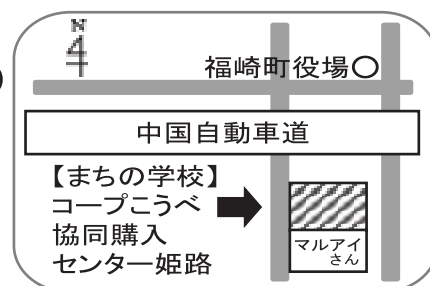 N
福崎町役場○
中国自動車道
【まちの学校】
コープこうべ
協同購入
センター姫路
マルアイ
さん